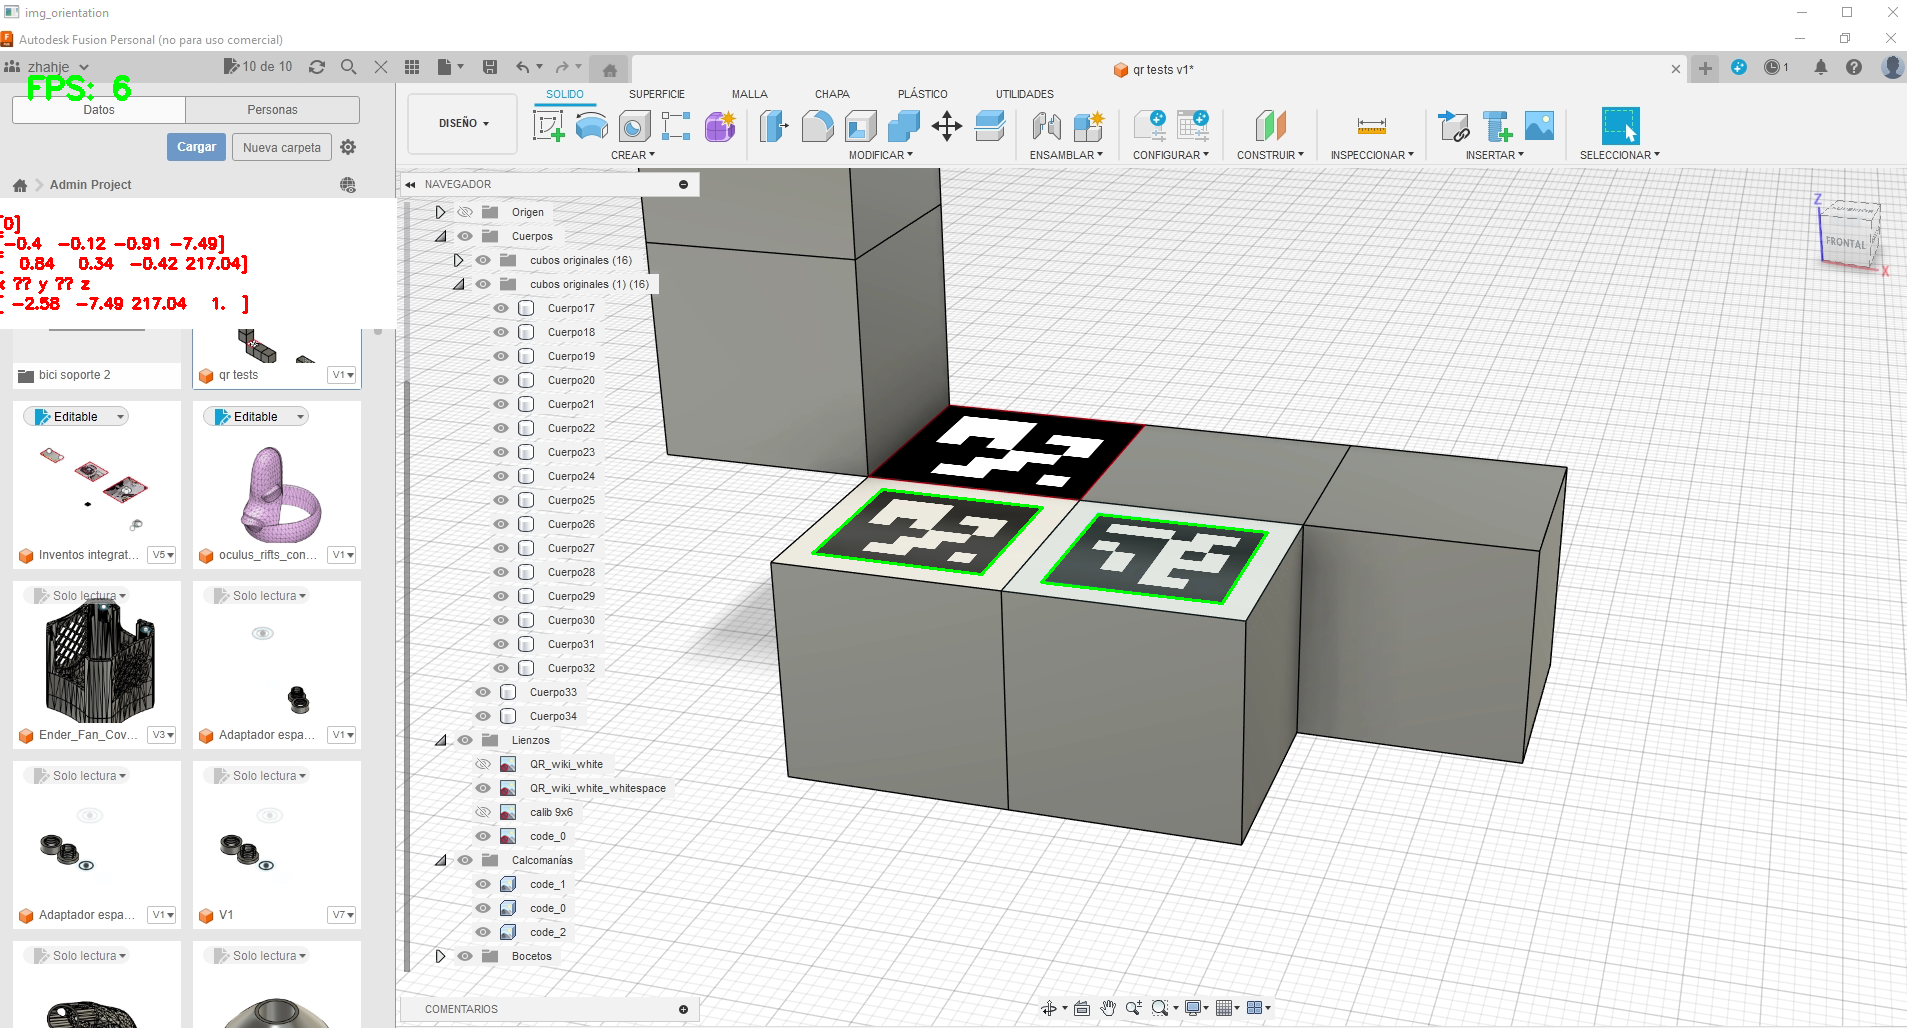 img_orientation
Autodesk Fusion Personal (no para uso comercial)
zhahje
10 de 10
qr tests v1*
1
FPS: 6
Datos
Personas
Cargar
Nueva carpeta
Admin Project
[0]
-0.4 -0.12 -0.91 -7.49]
[ 0.84 0.34 -0.42 217.04]
x ?? y ?? z
[ -2.58 -7.49 217.04 1. ]
bici soporte 2
qr tests
V1
Editable
Editable
Inventos integrat...
V5
oculus_rifts_con...
V1
Solo lectura
Solo lectura
Ender_Fan_Cov...
V3
Adaptador espa...
V1
Solo lectura
Solo lectura
Adaptador espa...
V1
V1
V7
Solo lectura
Solo lectura
DISEÑO
SOLIDO
SUPERFICIE
MALLA
CHAPA
PLÁSTICO
UTILIDADES
CREAR
MODIFICAR
ENSAMBLAR
CONFIGURAR
CONSTRUIR
INSPECCIONAR
INSERTAR
SELECCIONAR
NAVEGADOR
Origen
Cuerpos
cubos originales (16)
cubos originales (1) (16)
Cuerpo17
Cuerpo18
Cuerpo19
Cuerpo20
Cuerpo21
Cuerpo22
Cuerpo23
Cuerpo24
Cuerpo25
Cuerpo26
Cuerpo27
Cuerpo28
Cuerpo29
Cuerpo30
Cuerpo31
Cuerpo32
Cuerpo33
Cuerpo34
Lienzos
QR_wiki_white
QR_wiki_white_whitespace
calib 9x6
code_0
Calcomanías
code_1
code_0
code_2
Bocetos
COMENTARIOS
Z
FRONTAL
X